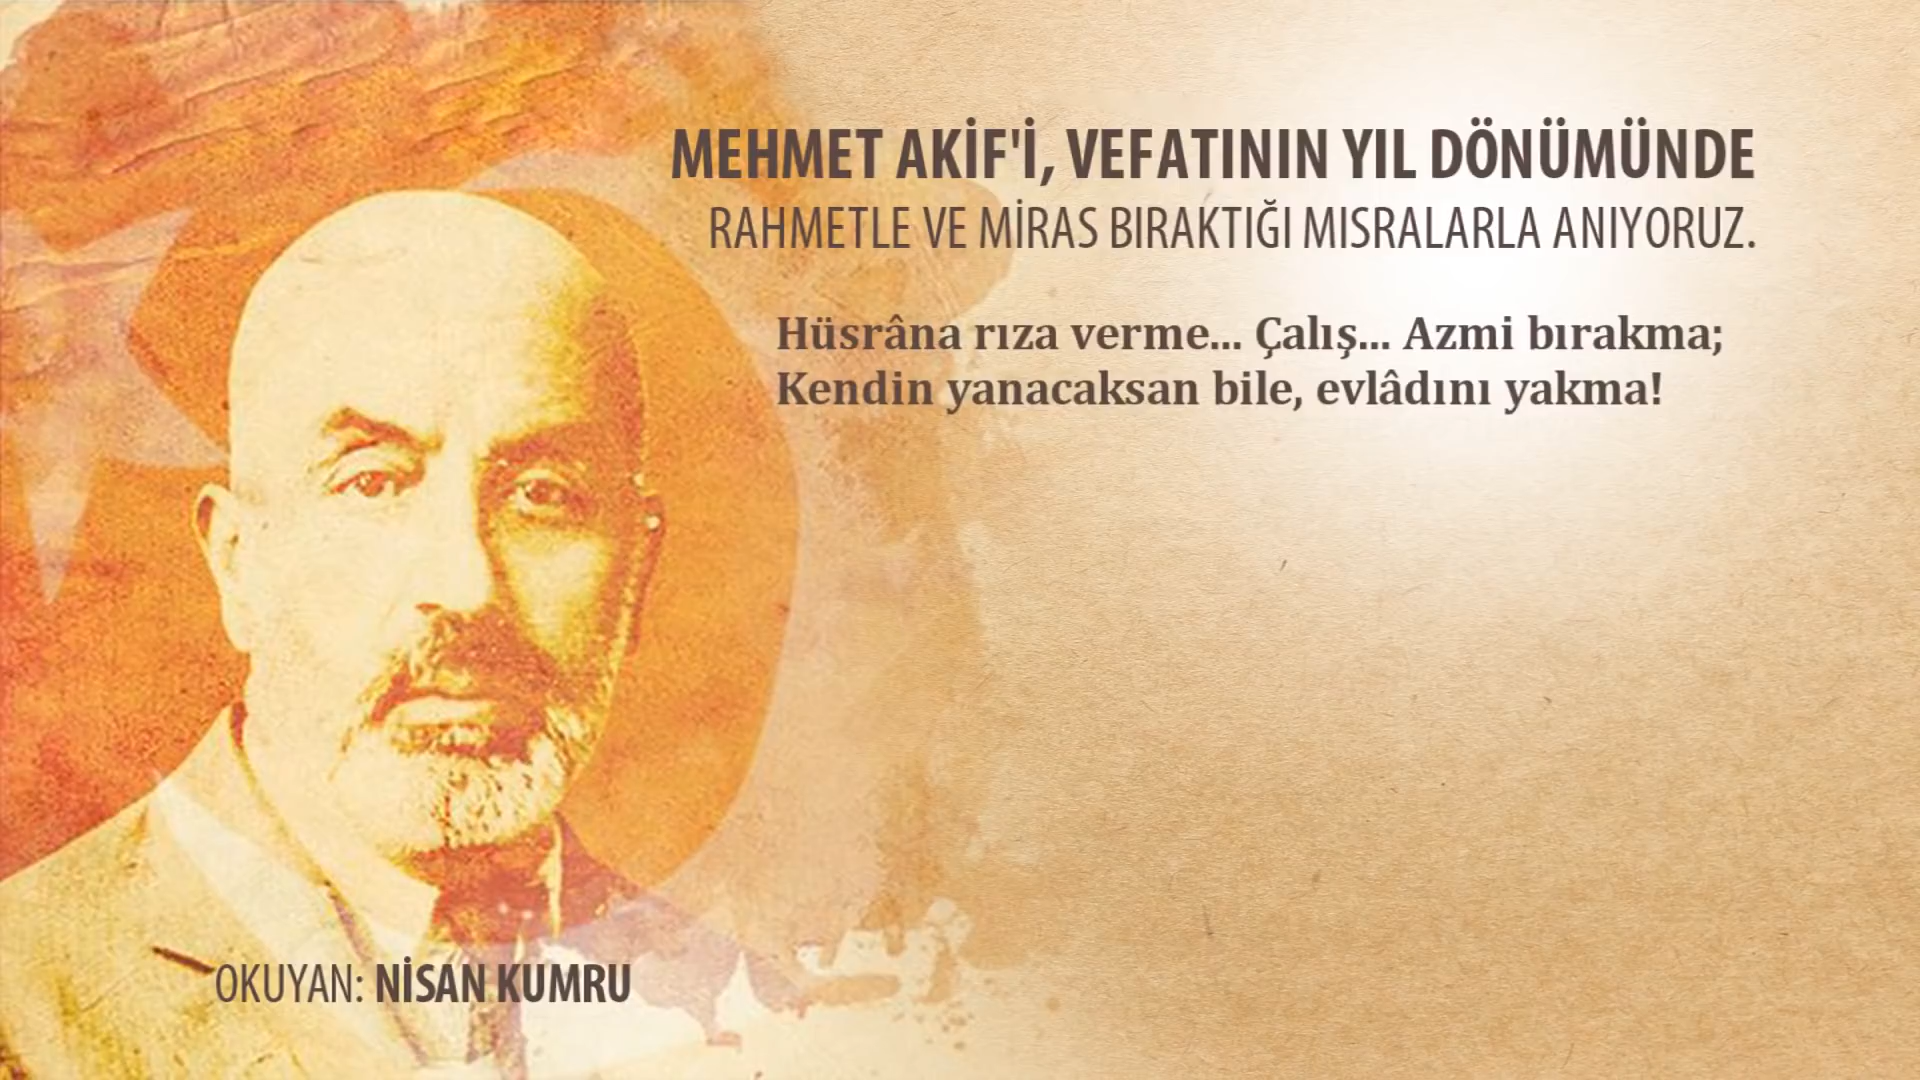 MEHMET AKİF'İ, VEFATININ YIL DÖNÜMÜNDE
RAHMETLE VE MİRAS BIRAKTIĞI MISRALARLA ANIYORUZ.
Hüsrâna rıza verme... Çalış... Azmi bırakma;
Kendin yanacaksan bile, evlâdını yakma!
OKUYAN: NİSAN KUMRU